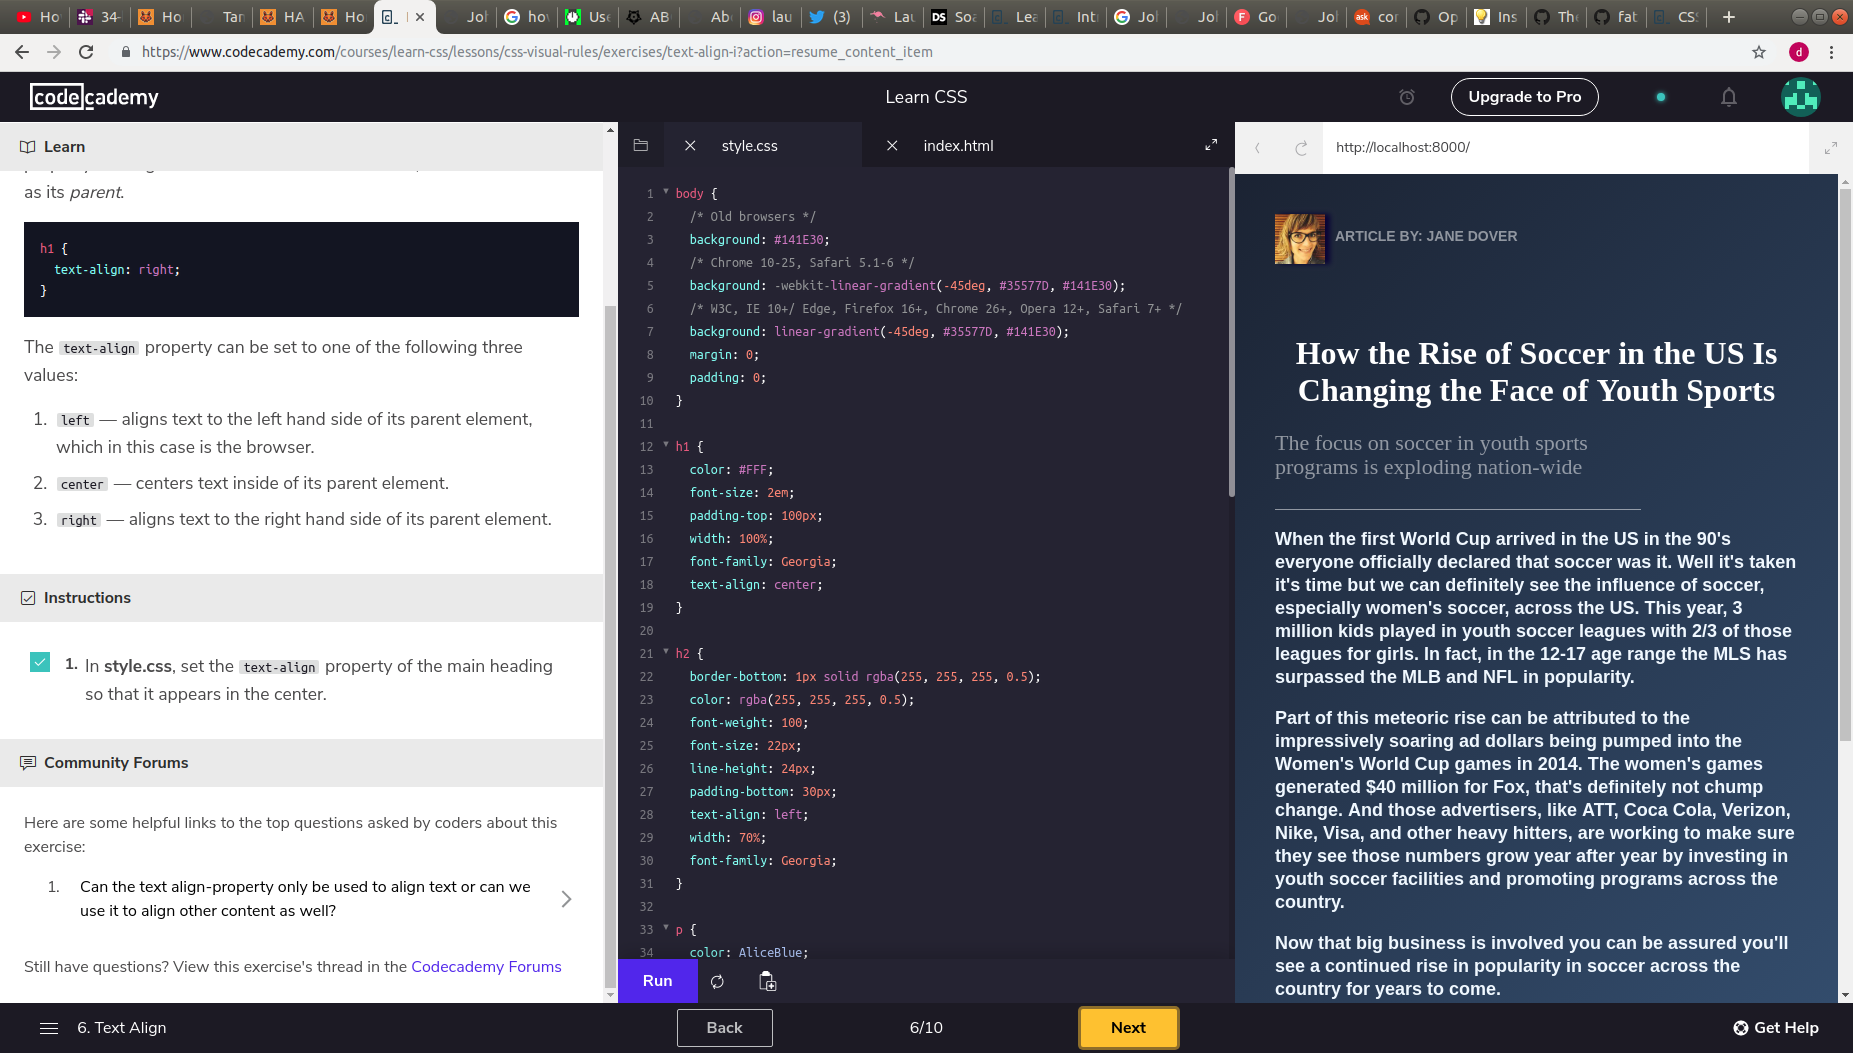 Ho
34-
Ho
Tar
HA
Ho
Joł
hov
Use
AB
Abo
lau
(3)
Lau
Soa
Lea
Intr
Joł
Joł
Go
Joł
cor
Op
Ins
The
fat
CSS
https://www.codecademy.com/courses/learn-css/lessons/css-visual-rules/exercises/text-align-i?action=resume_content_item
d
codecademy
Learn CSS
Upgrade to Pro
Learn
as its parent.
h1 {
text-align: right;
}
The text-align property can be set to one of the following three
values:
1. left — aligns text to the left hand side of its parent element,
which in this case is the browser.
2. center — centers text inside of its parent element.
3. right — aligns text to the right hand side of its parent element.
Instructions
1. In style.css, set the text-align property of the main heading
so that it appears in the center.
Community Forums
Here are some helpful links to the top questions asked by coders about this
exercise:
1. Can the text align-property only be used to align text or can we
use it to align other content as well?
Still have questions? View this exercise's thread in the Codecademy Forums
style.css
index.html
1 body {
2 /* Old browsers */
3 background: #141E30;
4 /* Chrome 10-25, Safari 5.1-6 */
5 background: -webkit-linear-gradient(-45deg, #35577D, #141E30);
6 /* W3C, IE 10+/ Edge, Firefox 16+, Chrome 26+, Opera 12+, Safari 7+ */
7 background: linear-gradient(-45deg, #35577D, #141E30);
8 margin: 0;
9 padding: 0;
10 }
11
12 h1 {
13 color: #FFF;
14 font-size: 2em;
15 padding-top: 100px;
16 width: 100%;
17 font-family: Georgia;
18 text-align: center;
19 }
20
21 h2 {
22 border-bottom: 1px solid rgba(255, 255, 255, 0.5);
23 color: rgba(255, 255, 255, 0.5);
24 font-weight: 100;
25 font-size: 22px;
26 line-height: 24px;
27 padding-bottom: 30px;
28 text-align: left;
29 width: 70%;
30 font-family: Georgia;
31 }
32
33 p {
34 color: AliceBlue;
Run
http://localhost:8000/
ARTICLE BY: JANE DOVER
How the Rise of Soccer in the US Is
Changing the Face of Youth Sports
The focus on soccer in youth sports
programs is exploding nation-wide
When the first World Cup arrived in the US in the 90's
everyone officially declared that soccer was it. Well it's taken
it's time but we can definitely see the influence of soccer,
especially women's soccer, across the US. This year, 3
million kids played in youth soccer leagues with 2/3 of those
leagues for girls. In fact, in the 12-17 age range the MLS has
surpassed the MLB and NFL in popularity.
Part of this meteoric rise can be attributed to the
impressively soaring ad dollars being pumped into the
Women's World Cup games in 2014. The women's games
generated $40 million for Fox, that's definitely not chump
change. And those advertisers, like ATT, Coca Cola, Verizon,
Nike, Visa, and other heavy hitters, are working to make sure
they see those numbers grow year after year by investing in
youth soccer facilities and promoting programs across the
country.
Now that big business is involved you can be assured you'll
see a continued rise in popularity in soccer across the
country for years to come.
6. Text Align
Back
6/10
Next
Get Help